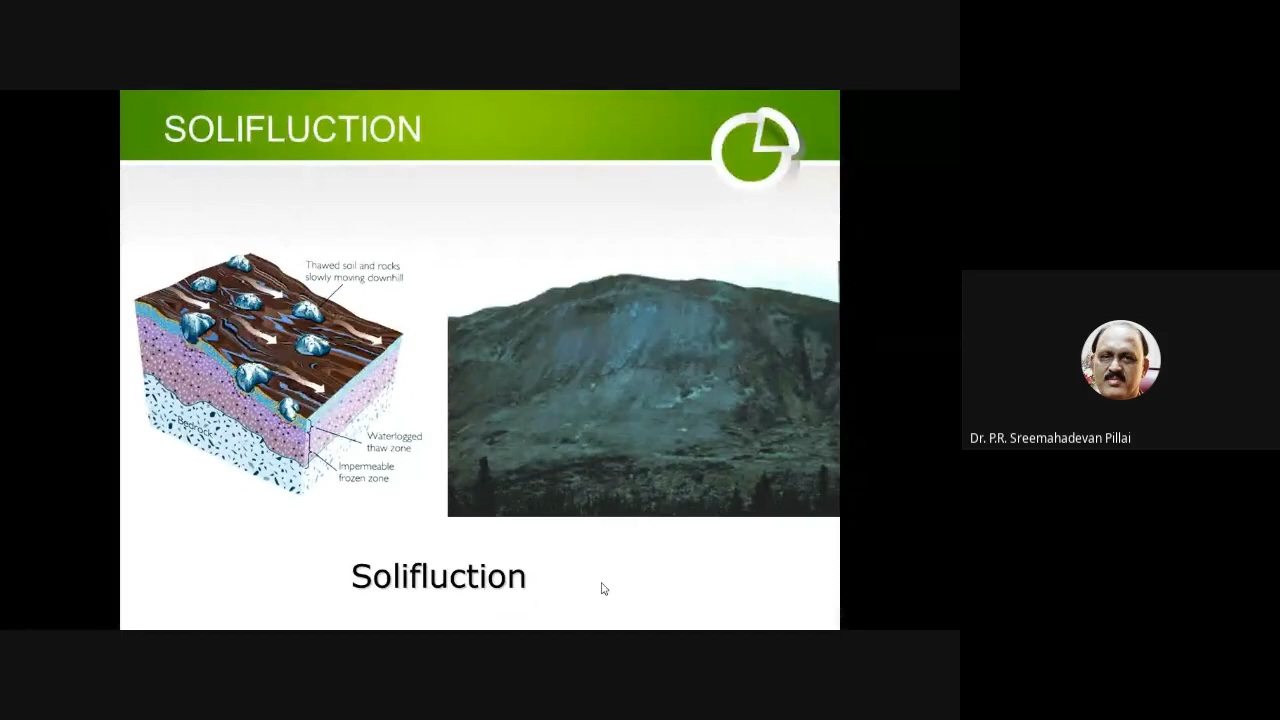 SOLIFLUCTION
Thawed soil and rocks
slowly moving downhill
Bedrock
Waterlogged
thaw zone
Impermeable
frozen zone
Solifluction
Dr. P.R. Sreemahadevan Pillai